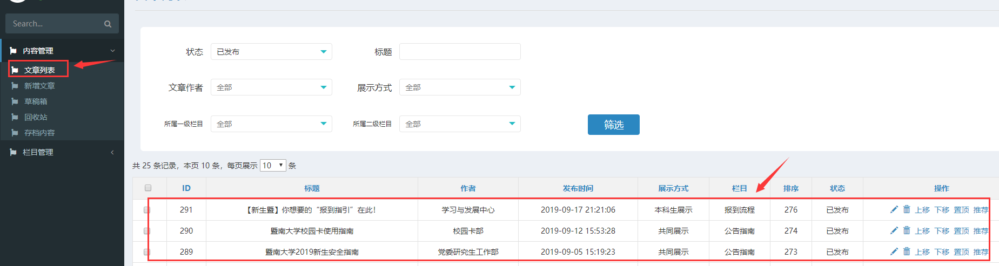 Search...
内容管理
文章列表
新增文章
草稿箱
回收站
存档内容
栏目管理
状态 已发布 标题
文章作者 全部 展示方式 全部
所属一级栏目 全部 所属二级栏目 全部 筛选
共 25 条记录，本页 10 条，每页展示 10 条
ID 标题 作者 发布时间 展示方式 栏目 排序 状态 操作
291 【新生暨】你想要的“报到指引”在此！ 学习与发展中心 2019-09-17 21:21:06 本科生展示 报到流程 276 已发布 上移 下移 置顶 推荐
290 暨南大学校园卡使用指南 校园卡部 2019-09-12 15:53:28 共同展示 公告指南 274 已发布 上移 下移 置顶 推荐
289 暨南大学2019新生安全指南 党委研究生工作部 2019-09-05 15:19:23 共同展示 公告指南 273 已发布 上移 下移 置顶 推荐